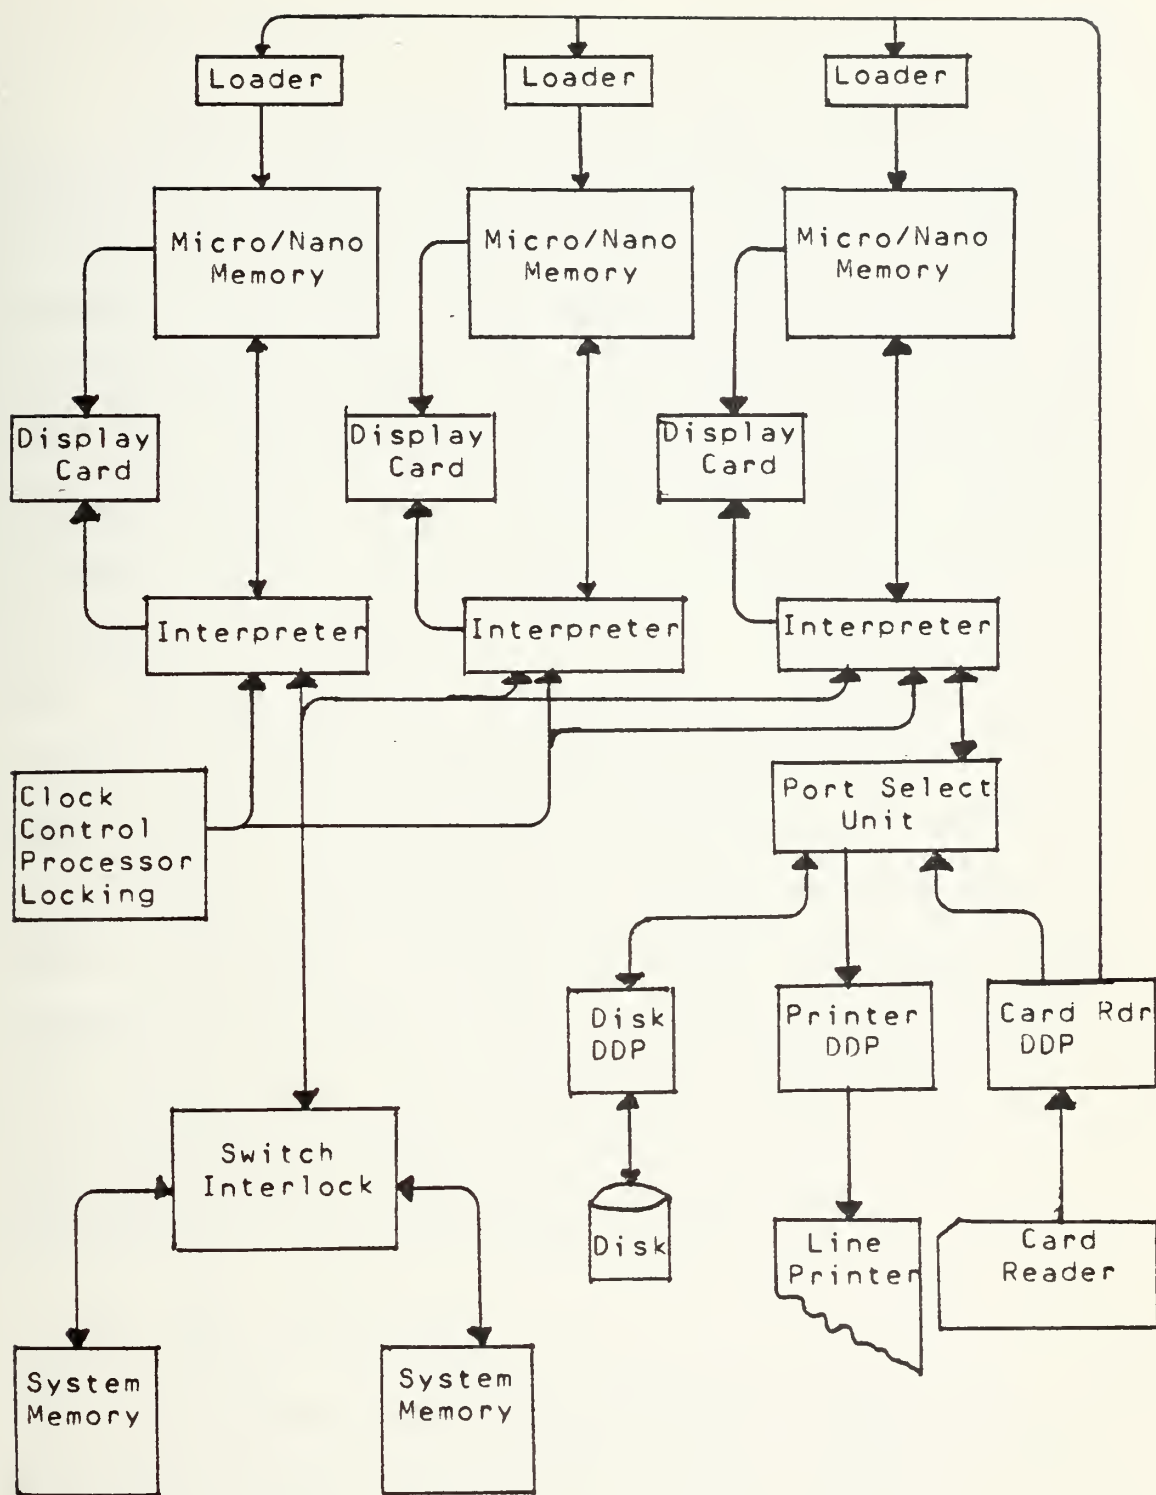 Loader
Loader
Loader
Micro/Nano
Memory
Micro/Nano
Memory
Micro/Nano
Memory
Display
Card
Display
Card
Display
Card
Interpreter
Interpreter
Interpreter
Clock
Control
Processor
Locking
Port Select
Unit
Disk
DDP
Printer
DDP
Card Rdr
DDP
Switch
Interlock
Disk
Line
Printer
Card
Reader
System
Memory
System
Memory